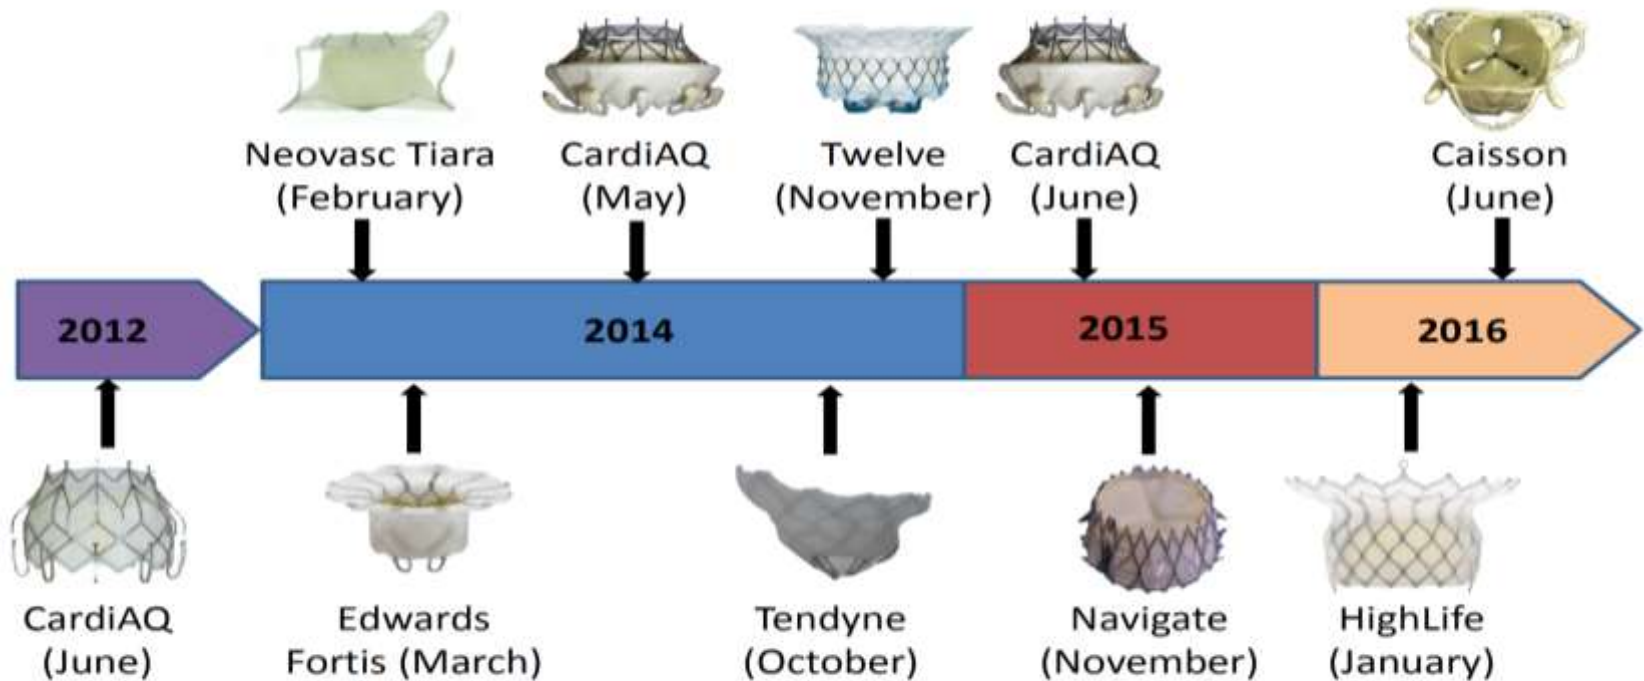 Neovasc Tiara
(February)
CardiAQ
(May)
Twelve
(November)
CardiAQ
(June)
Caisson
(June)
2012
2014
2015
2016
CardiAQ
(June)
Edwards
Fortis (March)
Tendyne
(October)
Navigate
(November)
HighLife
(January)